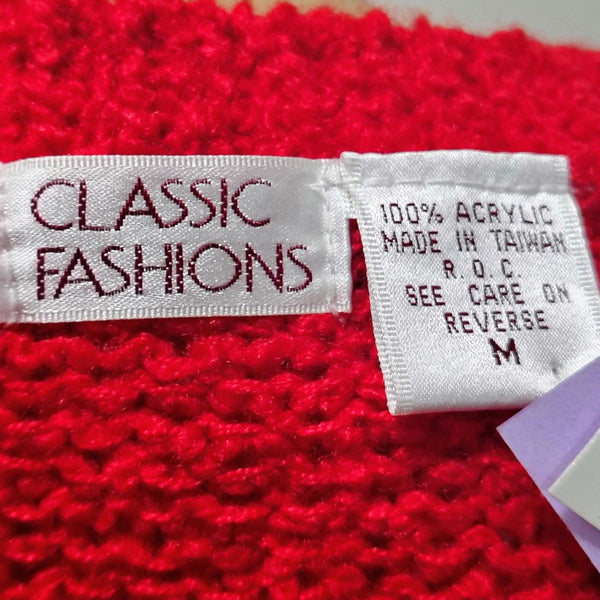 CLASSIC
FASHIONS
100% ACRYLIC
MADE IN TAIWAN
R.O.C.
SEE CARE ON
REVERSE
M